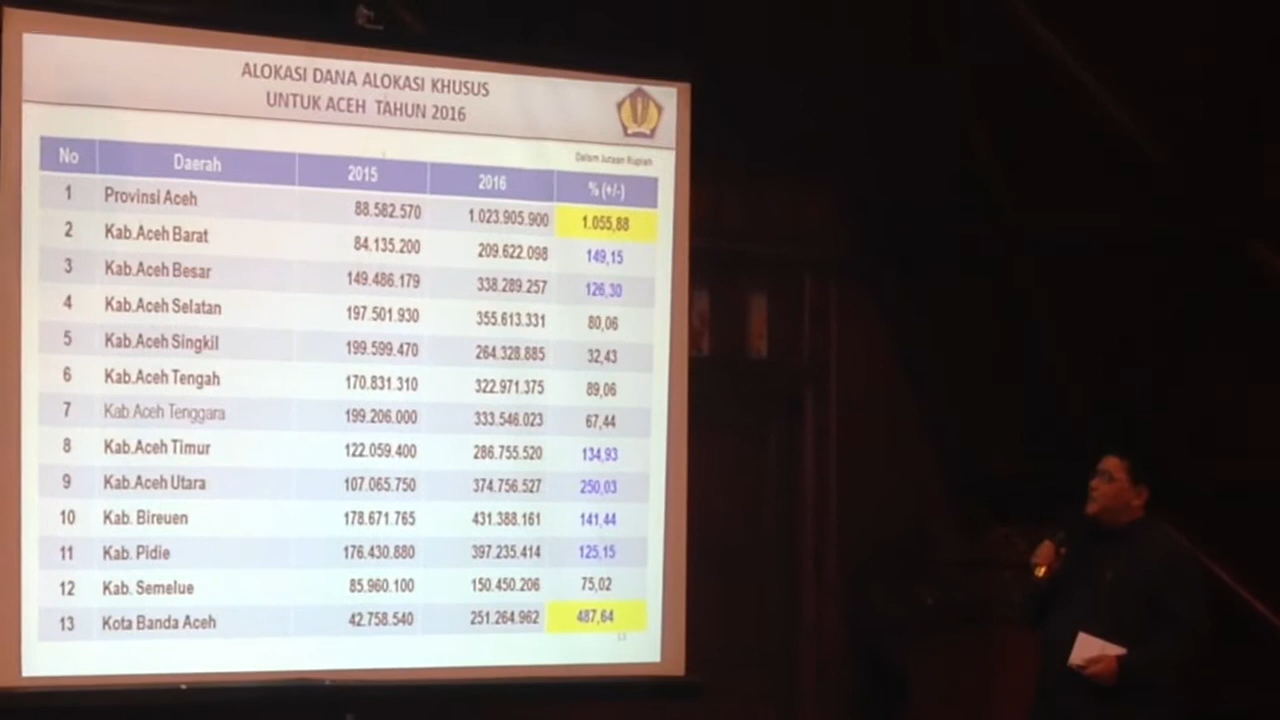 ALOKASI DANA ALOKASI KHUSUS
UNTUK ACEH TAHUN 2016
Dalam Jutaan Rupiah
No Daerah 2015 2016 % (+/-)
1 Provinsi Aceh 88.582.570 1.023.905.900 1.055,88
2 Kab.Aceh Barat 84.135.200 209.622.098 149,15
3 Kab.Aceh Besar 149.486.179 338.289.257 126,30
4 Kab.Aceh Selatan 197.501.930 355.613.331 80,06
5 Kab.Aceh Singkil 199.599.470 264.328.885 32,43
6 Kab.Aceh Tengah 170.831.310 322.971.375 89,06
7 Kab Aceh Tenggara 199.206.000 333.546.023 67,44
8 Kab.Aceh Timur 122.059.400 286.755.520 134,93
9 Kab.Aceh Utara 107.065.750 374.756.527 250,03
10 Kab. Bireuen 178.671.765 431.388.161 141,44
11 Kab. Pidie 176.430.880 397.235.414 125,15
12 Kab. Semelue 85.960.100 150.450.206 75,02
13 Kota Banda Aceh 42.758.540 251.264.962 487,64
13